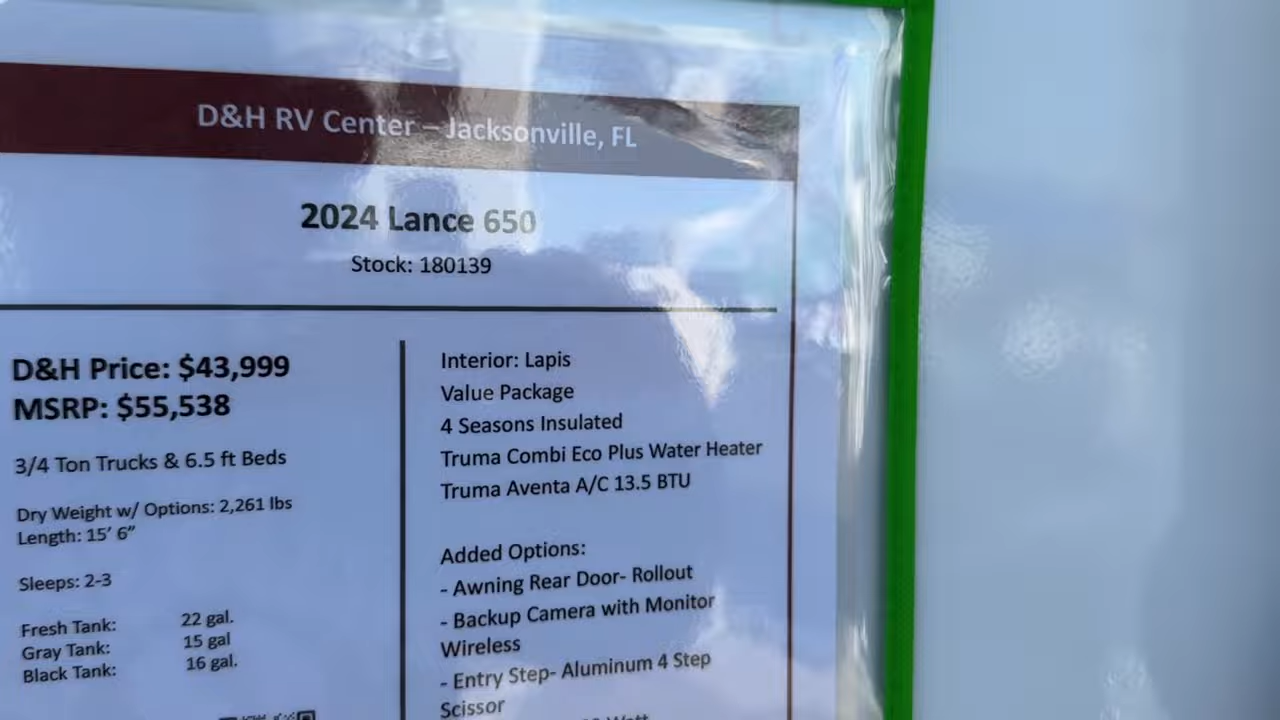 D&H RV Center – Jacksonville, FL
2024 Lance 650
Stock: 180139
D&H Price: $43,999
MSRP: $55,538
3/4 Ton Trucks & 6.5 ft Beds
Dry Weight w/ Options: 2,261 lbs
Length: 15’ 6”
Sleeps: 2-3
Fresh Tank: 22 gal.
Gray Tank: 15 gal
Black Tank: 16 gal.
Interior: Lapis
Value Package
4 Seasons Insulated
Truma Combi Eco Plus Water Heater
Truma Aventa A/C 13.5 BTU
Added Options:
- Awning Rear Door- Rollout
- Backup Camera with Monitor
Wireless
- Entry Step- Aluminum 4 Step
Scissor